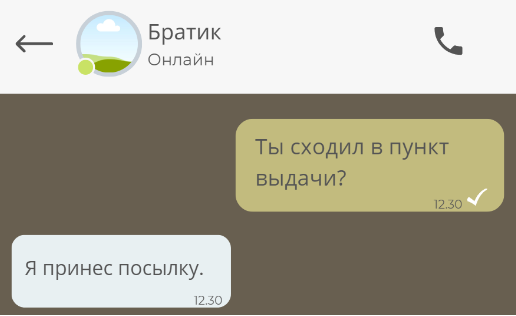 Братик
Онлайн
Ты сходил в пункт
выдачи?
12.30
Я принес посылку.
12.30